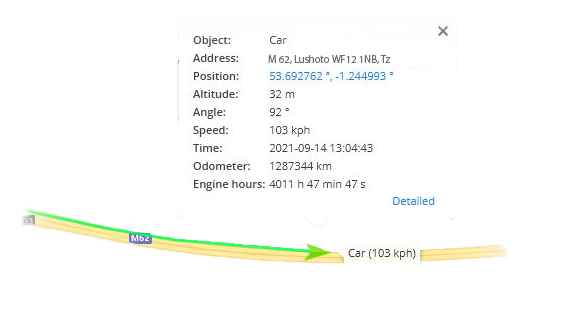 Object: Car
Address: M 62, Lushoto WF12 1NB, Tz
Position: 53.692762 °, -1.244993 °
Altitude: 32 m
Angle: 92 °
Speed: 103 kph
Time: 2021-09-14 13:04:43
Odometer: 1287344 km
Engine hours: 4011 h 47 min 47 s
Detailed
M62
Car (103 kph)